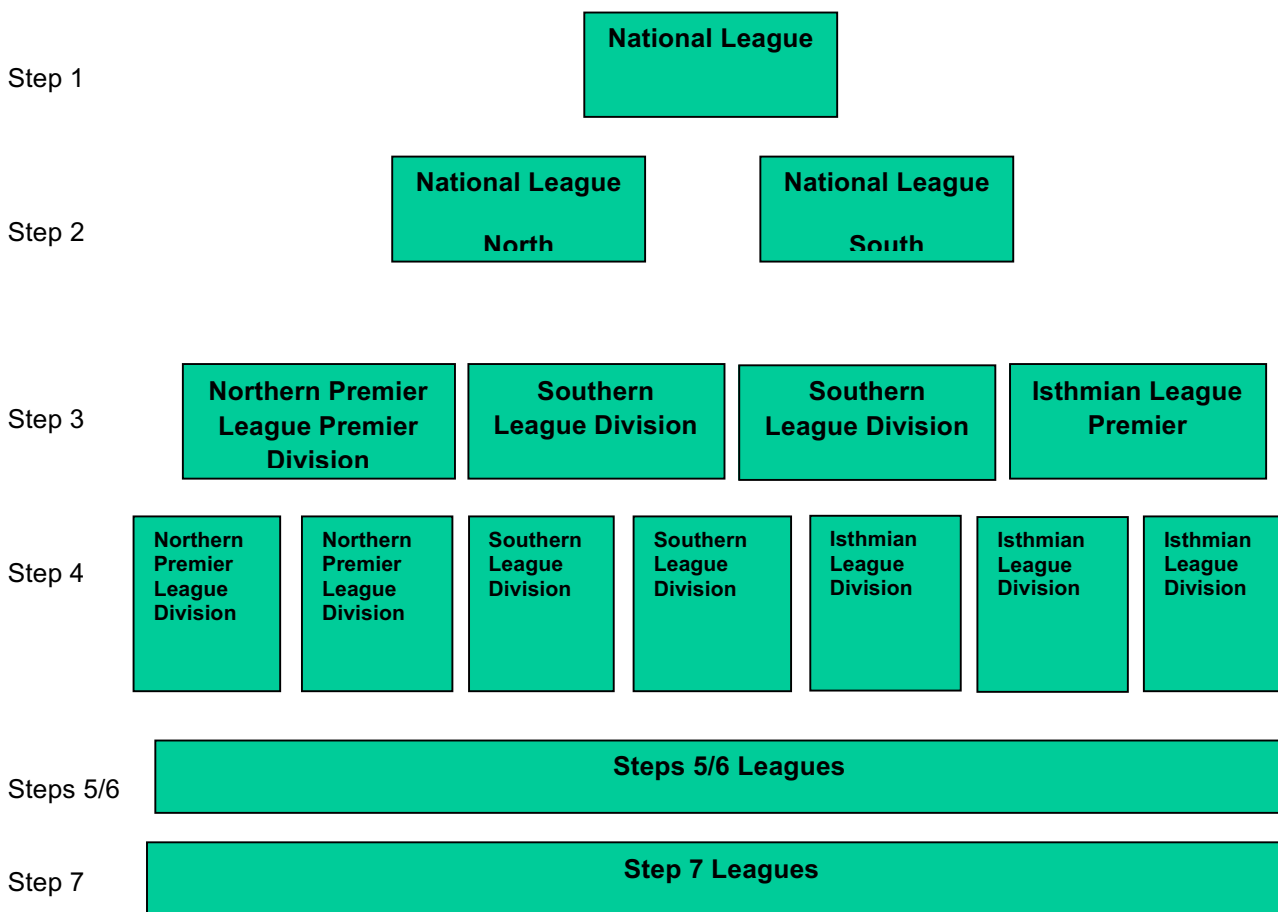 National League
Step 1
National League
North
National League
South
Step 2
Northern Premier
League Premier
Division
Southern
League Division
Southern
League Division
Isthmian League
Premier
Step 3
Northern
Premier
League
Division
Northern
Premier
League
Division
Southern
League
Division
Southern
League
Division
Isthmian
League
Division
Isthmian
League
Division
Isthmian
League
Division
Step 4
Steps 5/6 Leagues
Steps 5/6
Step 7 Leagues
Step 7